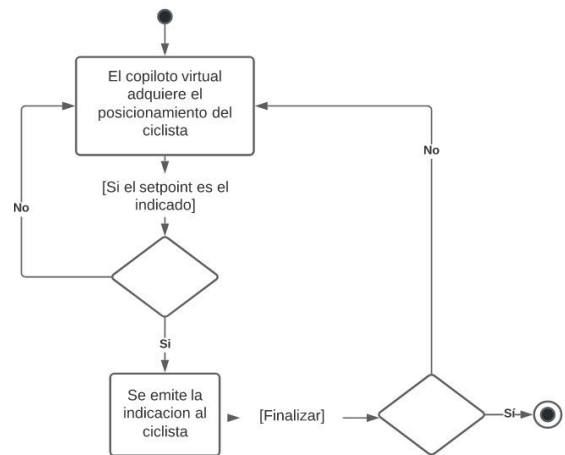 El copiloto virtual
adquiere el
posicionamiento del
ciclista
No
[Si el setpoint es el
indicado]
No
Si
Se emite la
indicacion al
ciclista
[Finalizar]
Sí